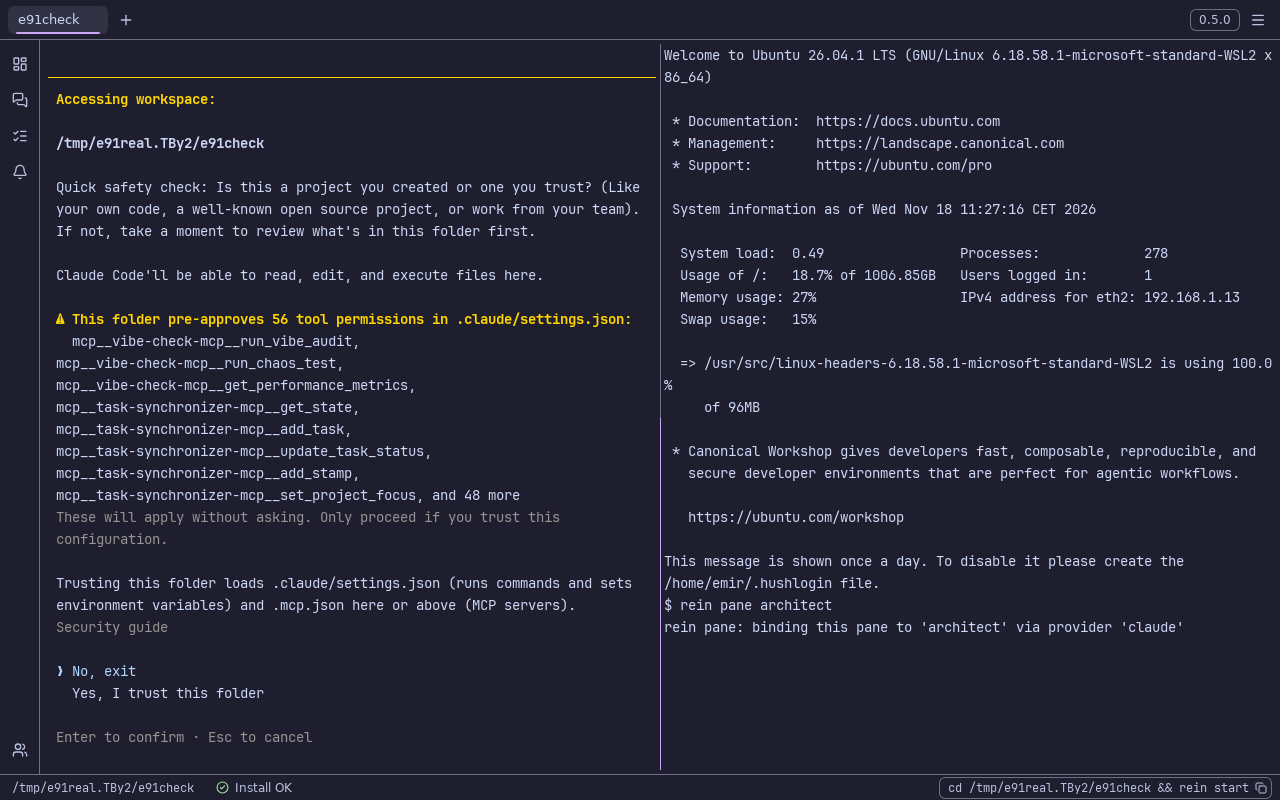 e91check
0.5.0
Accessing workspace:
/tmp/e91real.TBy2/e91check
Quick safety check: Is this a project you created or one you trust? (Like
your own code, a well-known open source project, or work from your team).
If not, take a moment to review what's in this folder first.
Claude Code'll be able to read, edit, and execute files here.
⚠ This folder pre-approves 56 tool permissions in .claude/settings.json:
mcp__vibe-check-mcp__run_vibe_audit,
mcp__vibe-check-mcp__run_chaos_test,
mcp__vibe-check-mcp__get_performance_metrics,
mcp__task-synchronizer-mcp__get_state,
mcp__task-synchronizer-mcp__add_task,
mcp__task-synchronizer-mcp__update_task_status,
mcp__task-synchronizer-mcp__add_stamp,
mcp__task-synchronizer-mcp__set_project_focus, and 48 more
These will apply without asking. Only proceed if you trust this
configuration.
Trusting this folder loads .claude/settings.json (runs commands and sets
environment variables) and .mcp.json here or above (MCP servers).
Security guide
❯ No, exit
Yes, I trust this folder
Enter to confirm · Esc to cancel
Welcome to Ubuntu 26.04.1 LTS (GNU/Linux 6.18.58.1-microsoft-standard-WSL2 x
86_64)
* Documentation:  https://docs.ubuntu.com
* Management:     https://landscape.canonical.com
* Support:        https://ubuntu.com/pro
System information as of Wed Nov 18 11:27:16 CET 2026
System load:  0.49                 Processes:             278
Usage of /:   18.7% of 1006.85GB   Users logged in:       1
Memory usage: 27%                  IPv4 address for eth2: 192.168.1.13
Swap usage:   15%
=> /usr/src/linux-headers-6.18.58.1-microsoft-standard-WSL2 is using 100.0
%
of 96MB
* Canonical Workshop gives developers fast, composable, reproducible, and
secure developer environments that are perfect for agentic workflows.
https://ubuntu.com/workshop
This message is shown once a day. To disable it please create the
/home/emir/.hushlogin file.
$ rein pane architect
rein pane: binding this pane to 'architect' via provider 'claude'
/tmp/e91real.TBy2/e91check
Install OK
cd /tmp/e91real.TBy2/e91check && rein start